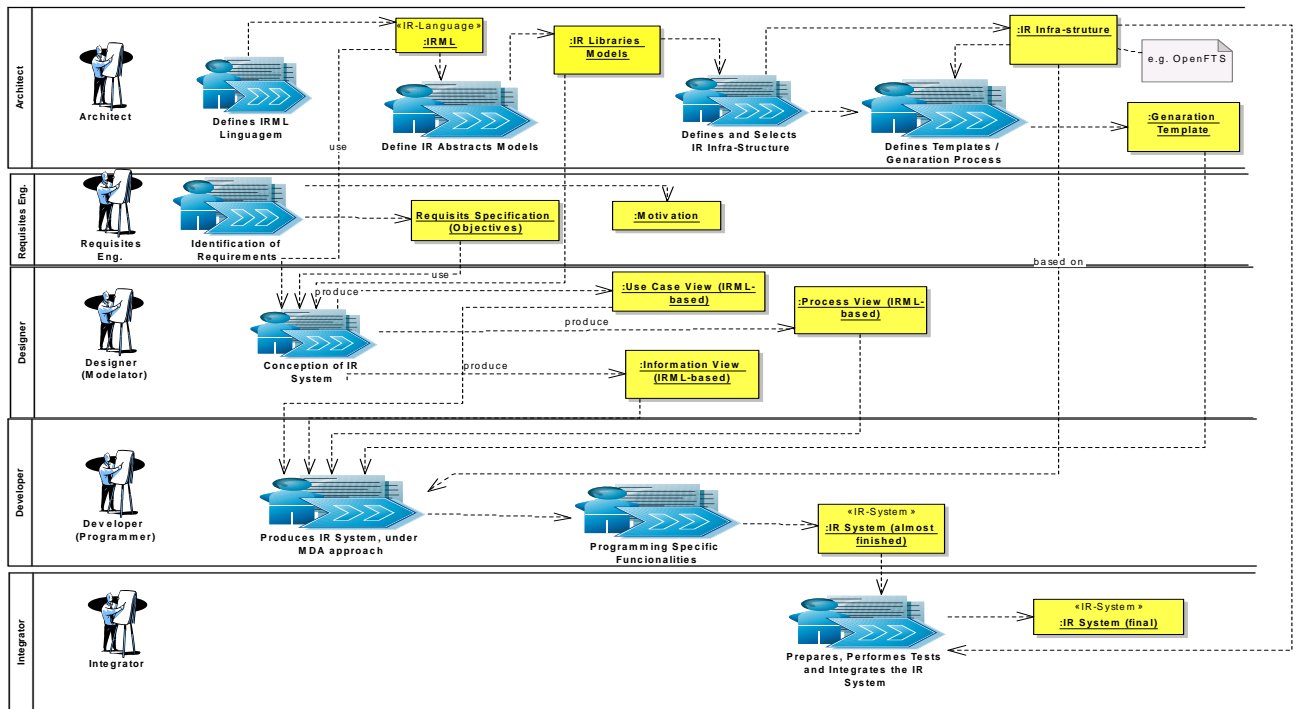 Architect
Architect
Defines IRML
Linguagem
«IR-Language»
:IRML
Define IR Abstracts Models
:IR Libraries
Models
Defines and Selects
IR Infra-Structure
:IR Infra-struture
e.g. OpenFTS
Defines Templates /
Genaration Process
:Genaration
Template
use
Requisites Eng.
Requisites
Eng.
Identification of
Requirements
Requisits Specification
(Objectives)
:Motivation
use
based on
Designer
Designer
(Modelator)
Conception of IR
System
produce
:Use Case View (IRML-
based)
produce
:Process View (IRML-
based)
produce
:Information View
(IRML-based)
Developer
Developer
(Programmer)
Produces IR System, under
MDA approach
Programming Specific
Funcionalities
«IR-System»
:IR System (almost
finished)
Integrator
Integrator
Prepares, Performes Tests
and Integrates the IR
System
«IR-System»
:IR System (final)